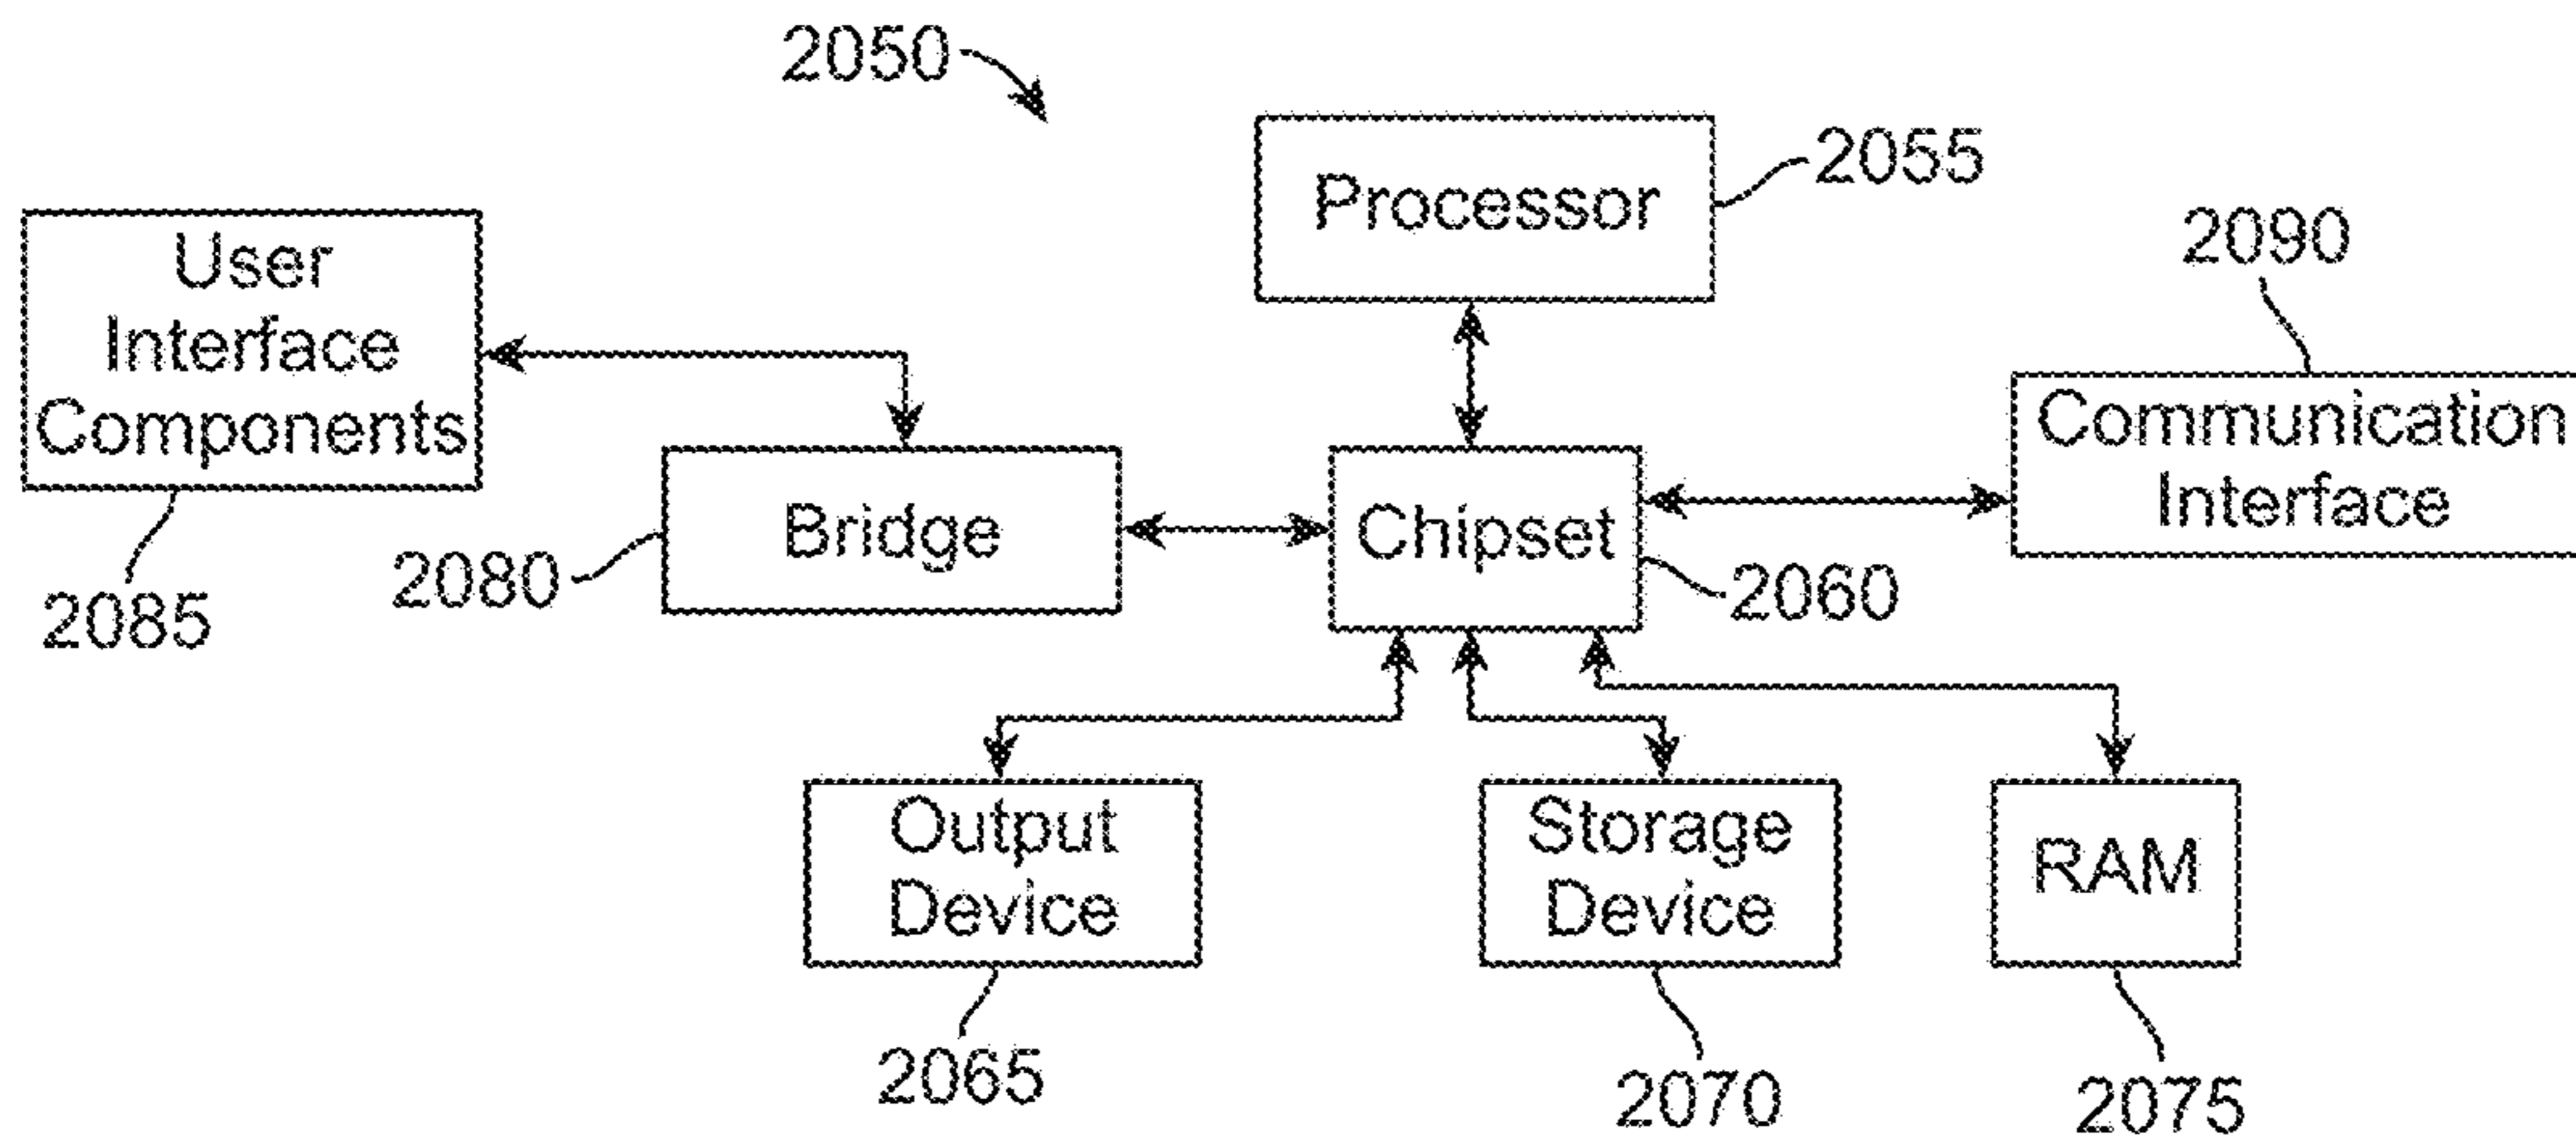 2050
Processor
2055
User
Interface
Components
2085
2090
Communication
Interface
Bridge
2080
Chipset
2060
Output
Device
2065
Storage
Device
2070
RAM
2075